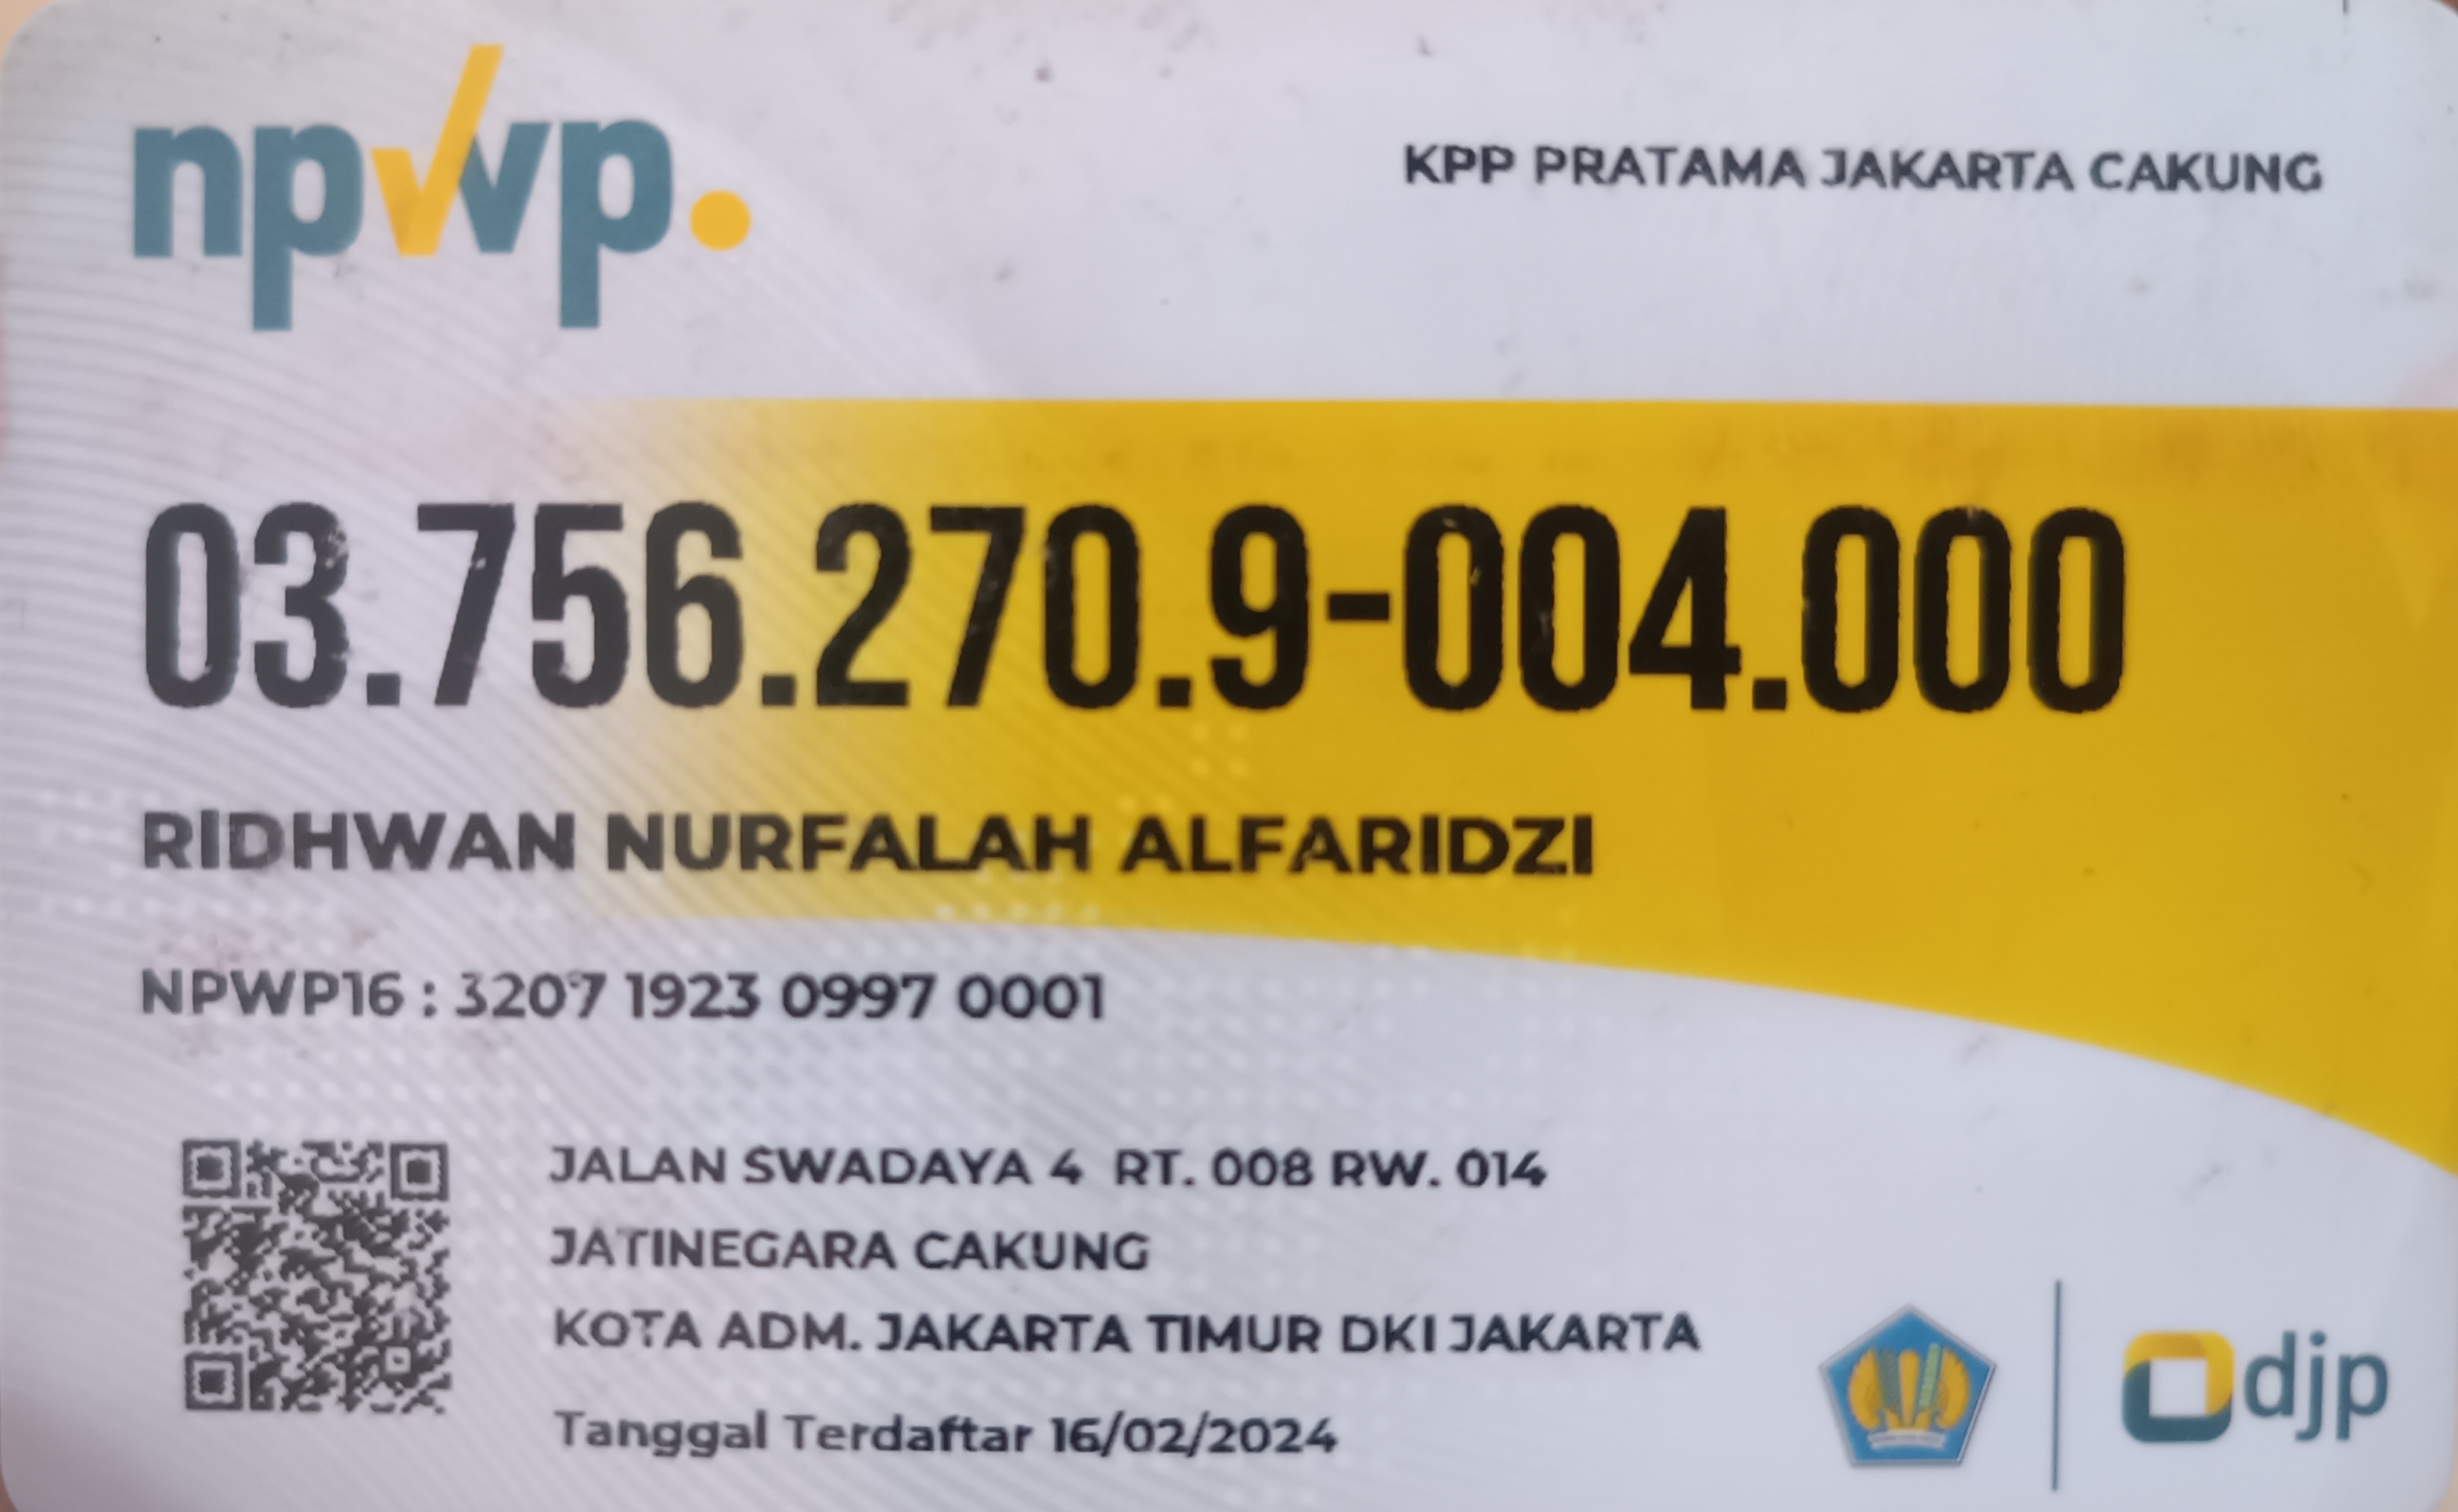 npwp.
KPP PRATAMA JAKARTA CAKUNG
03.756.270.9-004.000
RIDHWAN NURFALAH ALFARIDZI
NPWP16 : 3207 1923 0997 0001
JALAN SWADAYA 4 RT. 008 RW. 014
JATINEGARA CAKUNG
KOTA ADM. JAKARTA TIMUR DKI JAKARTA
Tanggal Terdaftar 16/02/2024
djp